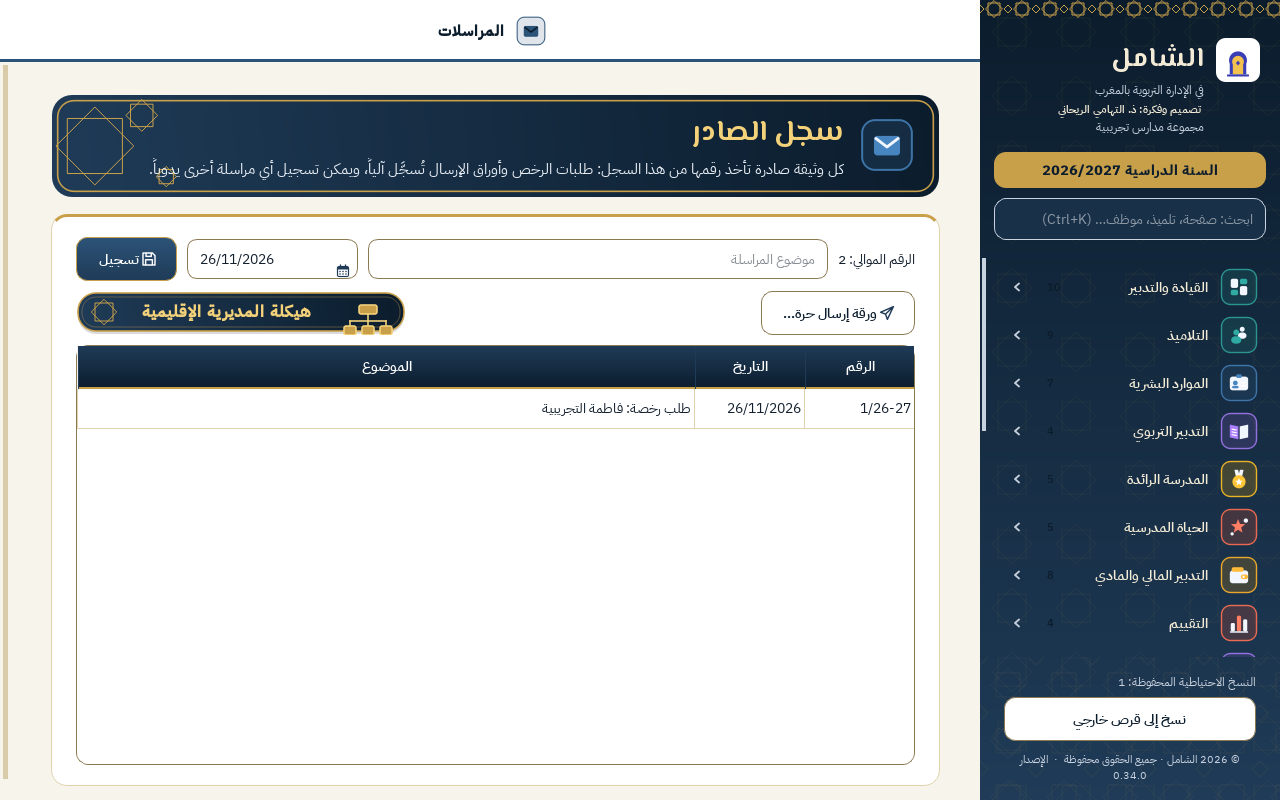 الشامل
في الإدارة التربوية بالمغرب
تصميم وفكرة: ذ. التهامي الريحاني
مجموعة مدارس تجريبية
السنة الدراسية 2026/2027
ابحث: صفحة، تلميذ، موظف... (Ctrl+K)
القيادة والتدبير 10
التلاميذ 9
الموارد البشرية 7
التدبير التربوي 4
المدرسة الرائدة 5
الحياة المدرسية 5
التدبير المالي والمادي 8
التقييم 4
النسخ الاحتياطية المحفوظة: 1
نسخ إلى قرص خارجي
© 2026 الشامل · جميع الحقوق محفوظة · الإصدار
0.34.0
المراسلات
سجل الصادر
كل وثيقة صادرة تأخذ رقمها من هذا السجل: طلبات الرخص وأوراق الإرسال تُسجَّل آلياً، ويمكن تسجيل أي مراسلة أخرى يدوياً.
الرقم الموالي: 2 موضوع المراسلة 26/11/2026 تسجيل
ورقة إرسال حرة... هيكلة المديرية الإقليمية
الرقم التاريخ الموضوع
1/26-27 26/11/2026 طلب رخصة: فاطمة التجريبية